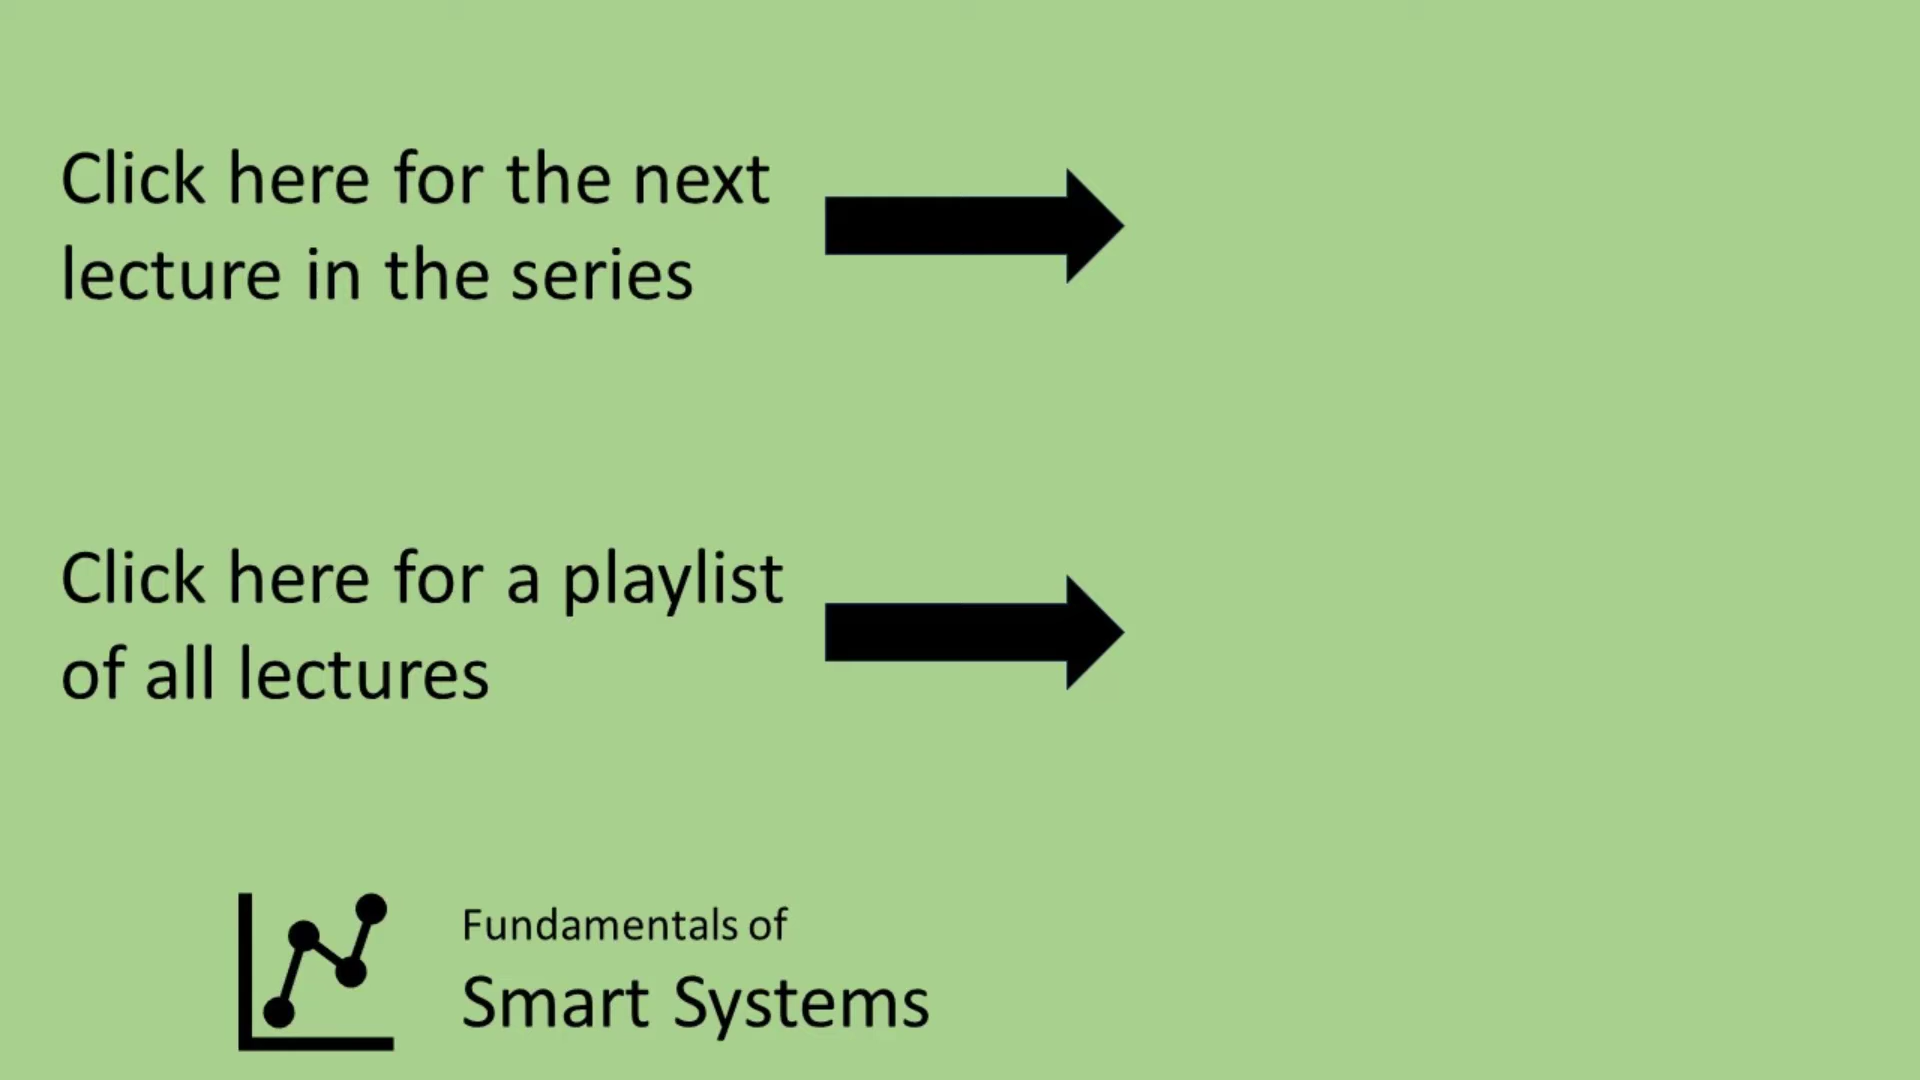 Click here for the next
lecture in the series
Click here for a playlist
of all lectures
Fundamentals of
Smart Systems